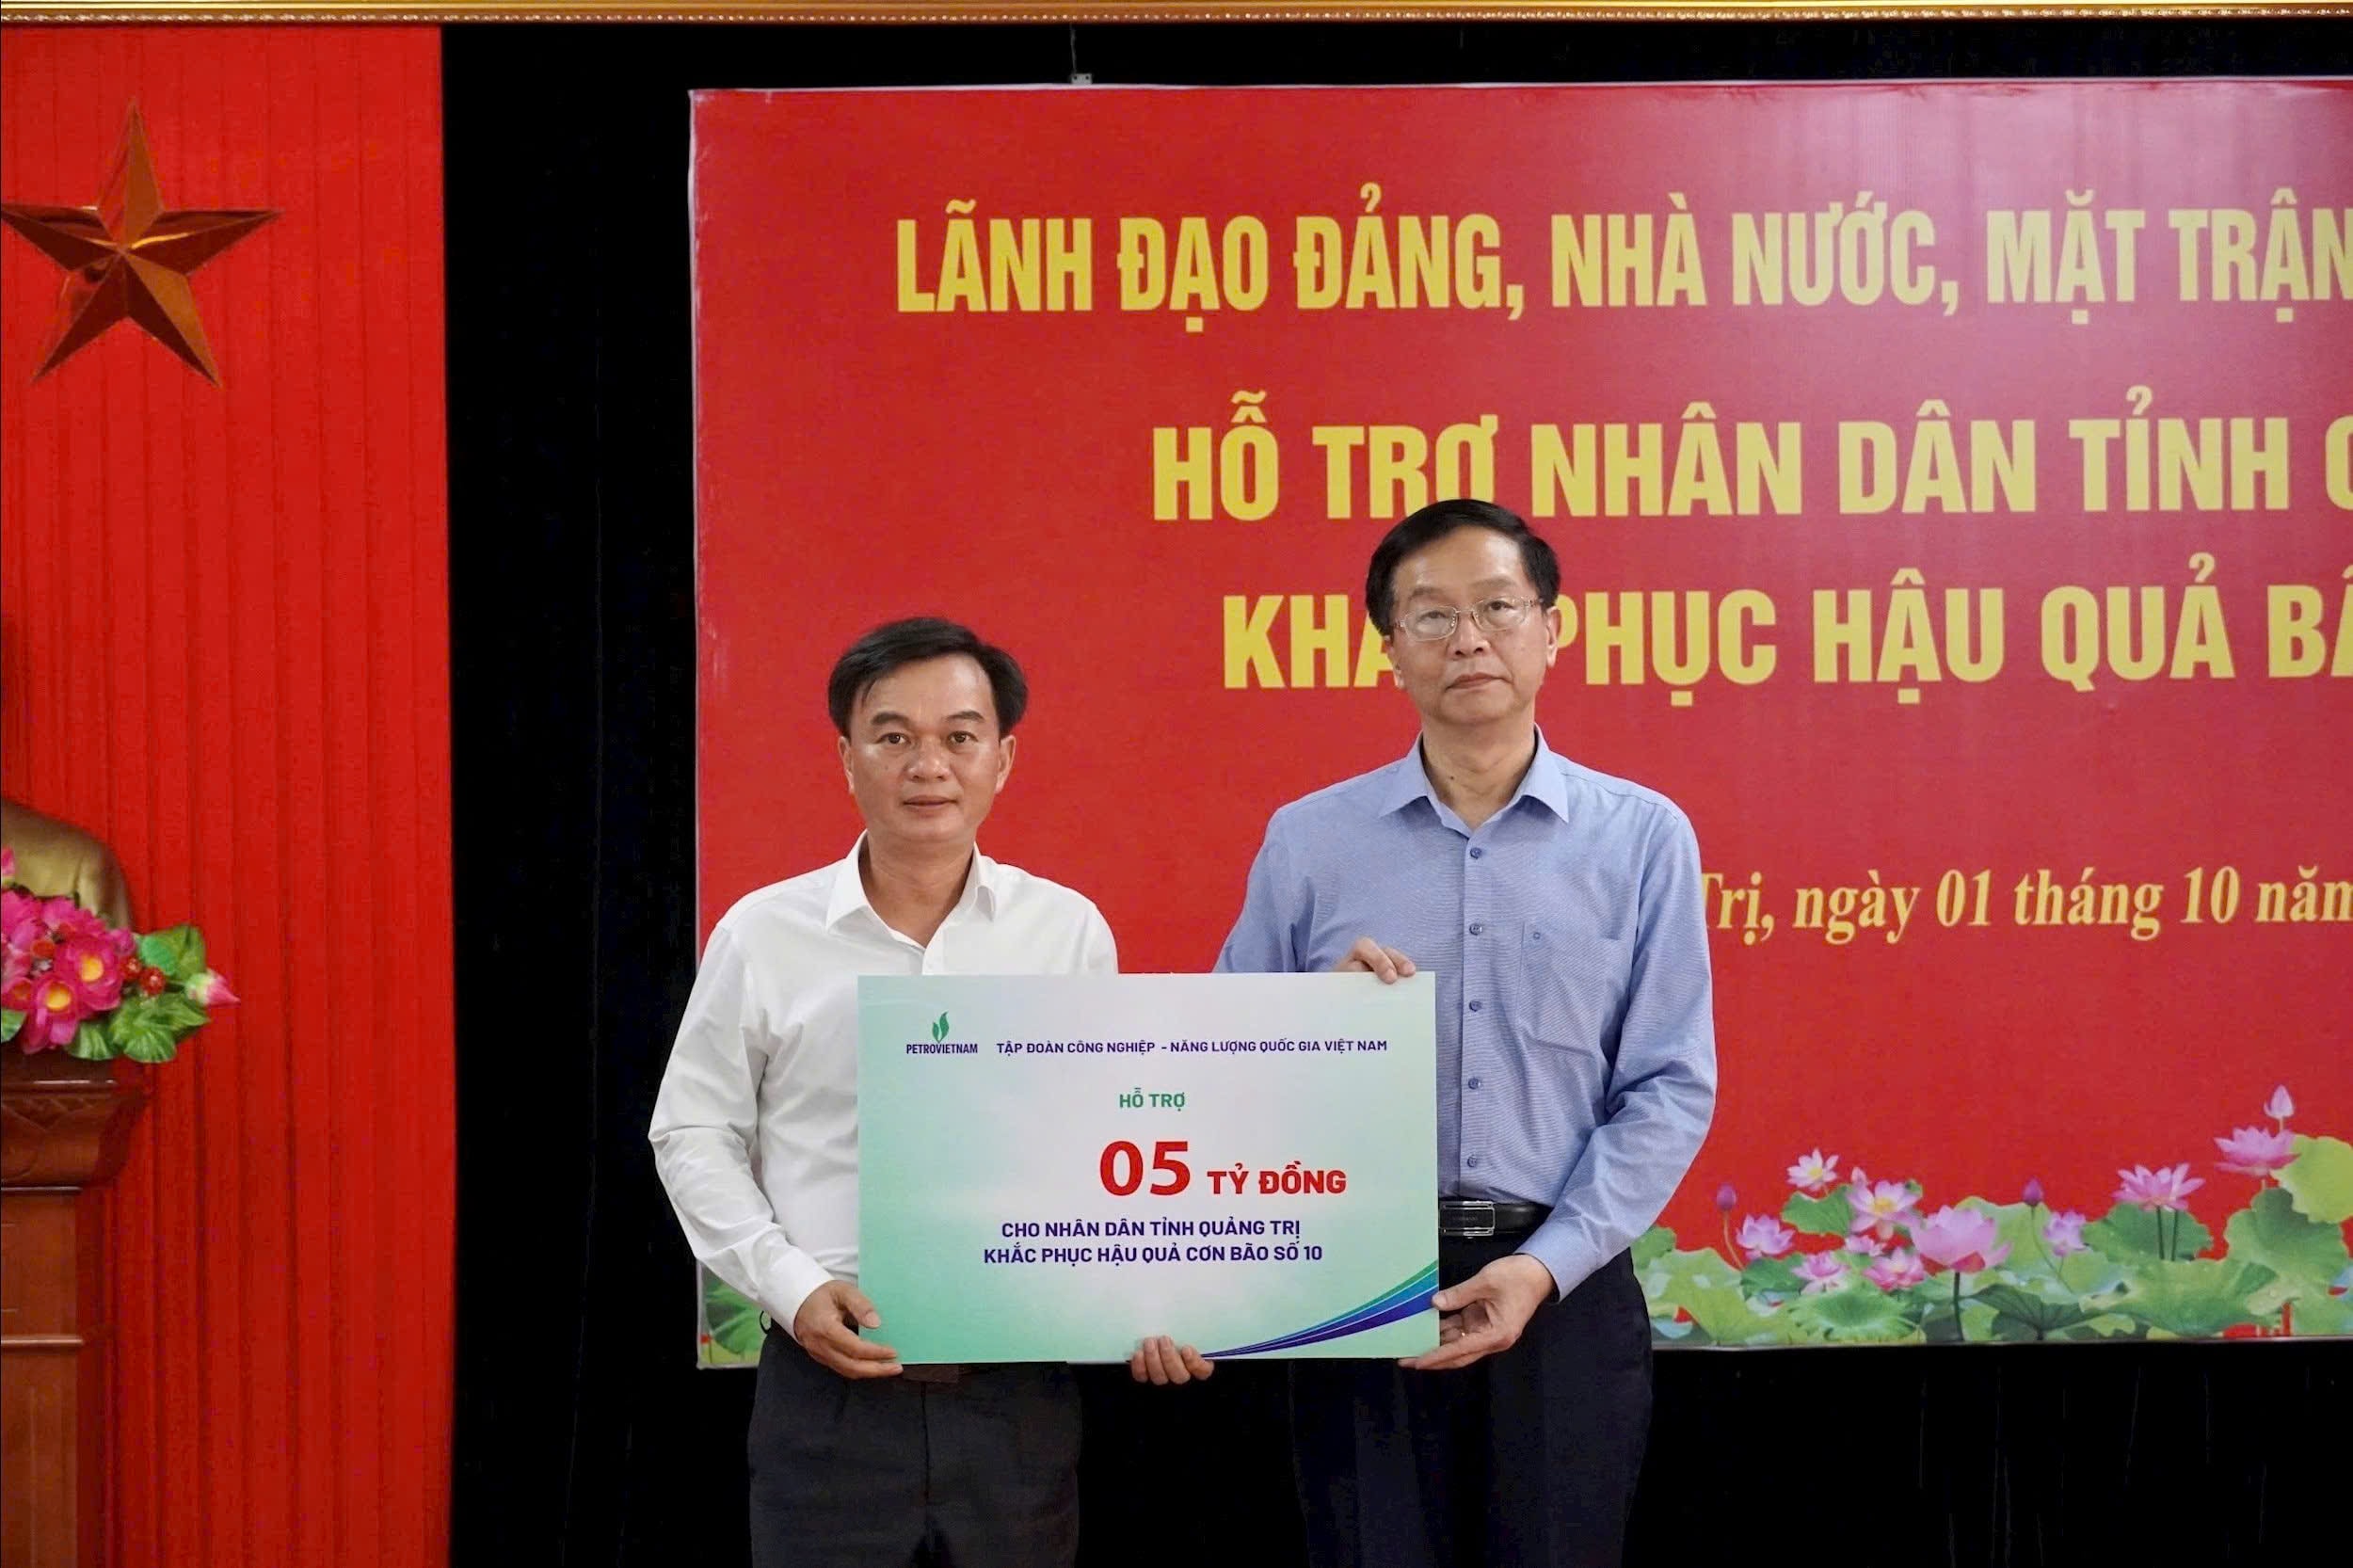 LÃNH ĐẠO ĐẢNG, NHÀ NƯỚC, MẶT TRẬN
HỖ TRỢ NHÂN DÂN TỈNH
PHỤC HẬU QUẢ
Trị, ngày 01 tháng 10 năm
PETROVIETNAM TẬP ĐOÀN CÔNG NGHIỆP - NĂNG LƯỢNG QUỐC GIA VIỆT NAM
HỖ TRỢ
05 TỶ ĐỒNG
CHO NHÂN DÂN TỈNH QUẢNG TRỊ
KHẮC PHỤC HẬU QUẢ CƠN BÃO SỐ 10